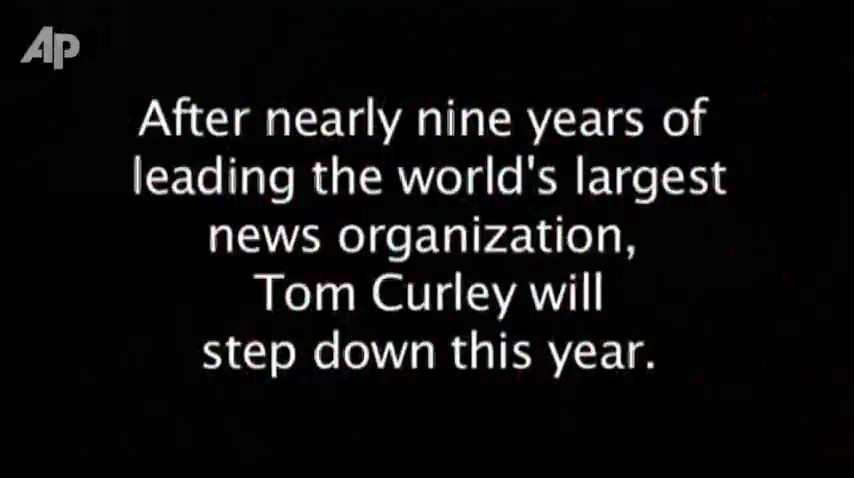 AP
After nearly nine years of
leading the world's largest
news organization,
Tom Curley will
step down this year.